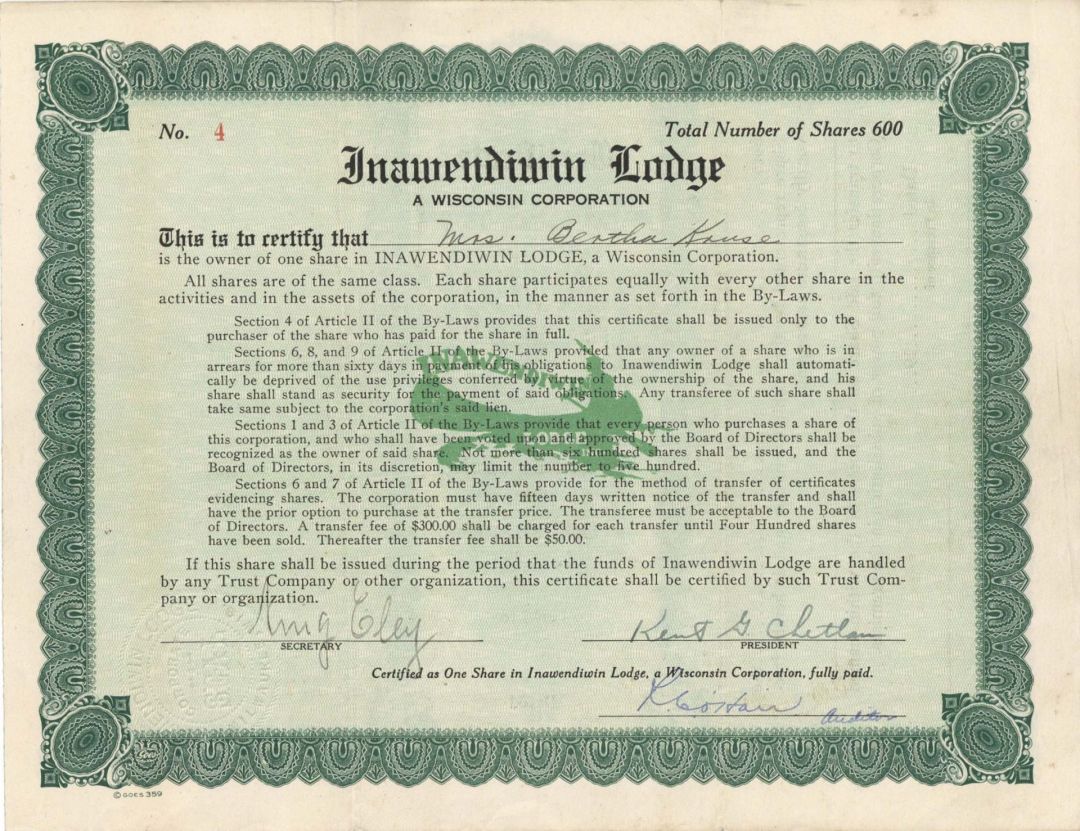 No. 4 Total Number of Shares 600
Inawendiwin Lodge
A WISCONSIN CORPORATION
This is to certify that Mrs. Bertha Kruse
is the owner of one share in INAWENDIWIN LODGE, a Wisconsin Corporation.
All shares are of the same class. Each share participates equally with every other share in the
activities and in the assets of the corporation, in the manner as set forth in the By-Laws.
Section 4 of Article II of the By-Laws provides that this certificate shall be issued only to the
purchaser of the share who has paid for the share in full.
Sections 6, 8, and 9 of Article II of the By-Laws provided that any owner of a share who is in
arrears for more than sixty days in payment of his obligations to Inawendiwin Lodge shall automati-
cally be deprived of the use privileges conferred by virtue of the ownership of the share, and his
share shall stand as security for the payment of said obligations. Any transferee of such share shall
take same subject to the corporation's said lien.
Sections 1 and 3 of Article II of the By-Laws provide that every person who purchases a share of
this corporation, and who shall have been voted upon and approved by the Board of Directors shall be
recognized as the owner of said share. Not more than six hundred shares shall be issued, and the
Board of Directors, in its discretion, may limit the number to five hundred.
Sections 6 and 7 of Article II of the By-Laws provide for the method of transfer of certificates
evidencing shares. The corporation must have fifteen days written notice of the transfer and shall
have the prior option to purchase at the transfer price. The transferee must be acceptable to the Board
of Directors. A transfer fee of $300.00 shall be charged for each transfer until Four Hundred shares
have been sold. Thereafter the transfer fee shall be $50.00.
If this share shall be issued during the period that the funds of Inawendiwin Lodge are handled
by any Trust Company or other organization, this certificate shall be certified by such Trust Com-
pany or organization.
Kent G Chetlain
SECRETARY PRESIDENT
Certified as One Share in Inawendiwin Lodge, a Wisconsin Corporation, fully paid.
Auditor
© GOES 359